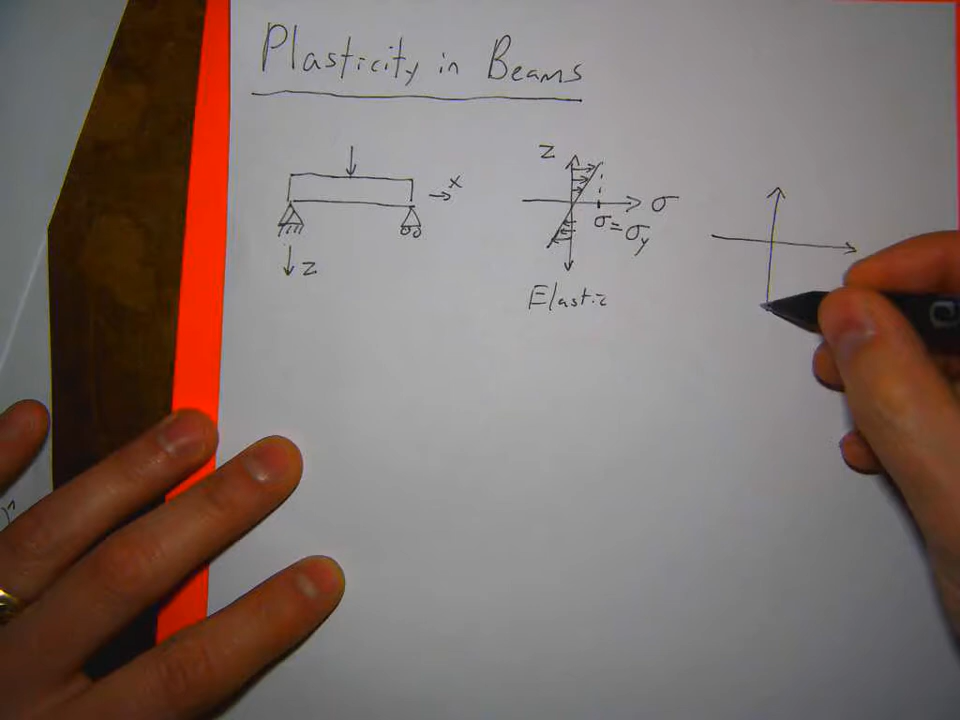 Plasticity in Beams
x
z
z
σ
σ = σy
Elastic